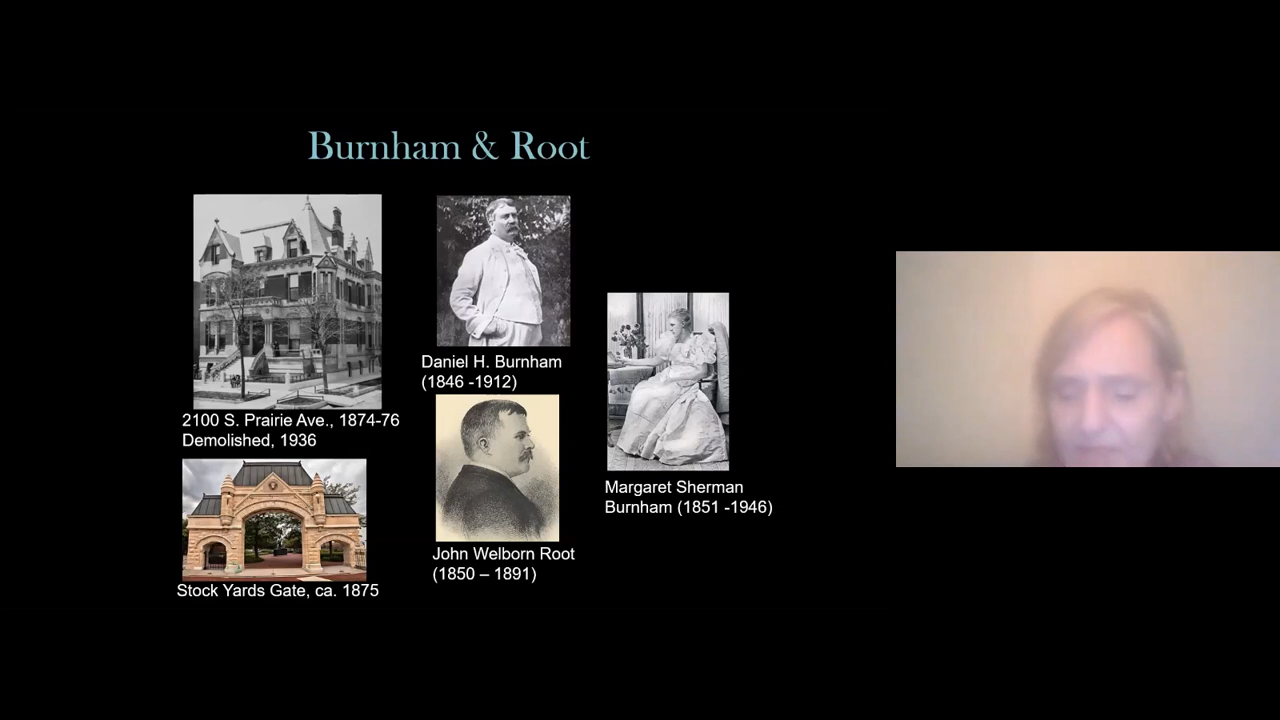 Burnham & Root
2100 S. Prairie Ave., 1874-76
Demolished, 1936
Stock Yards Gate, ca. 1875
Daniel H. Burnham
(1846 -1912)
John Welborn Root
(1850 – 1891)
Margaret Sherman
Burnham (1851 -1946)